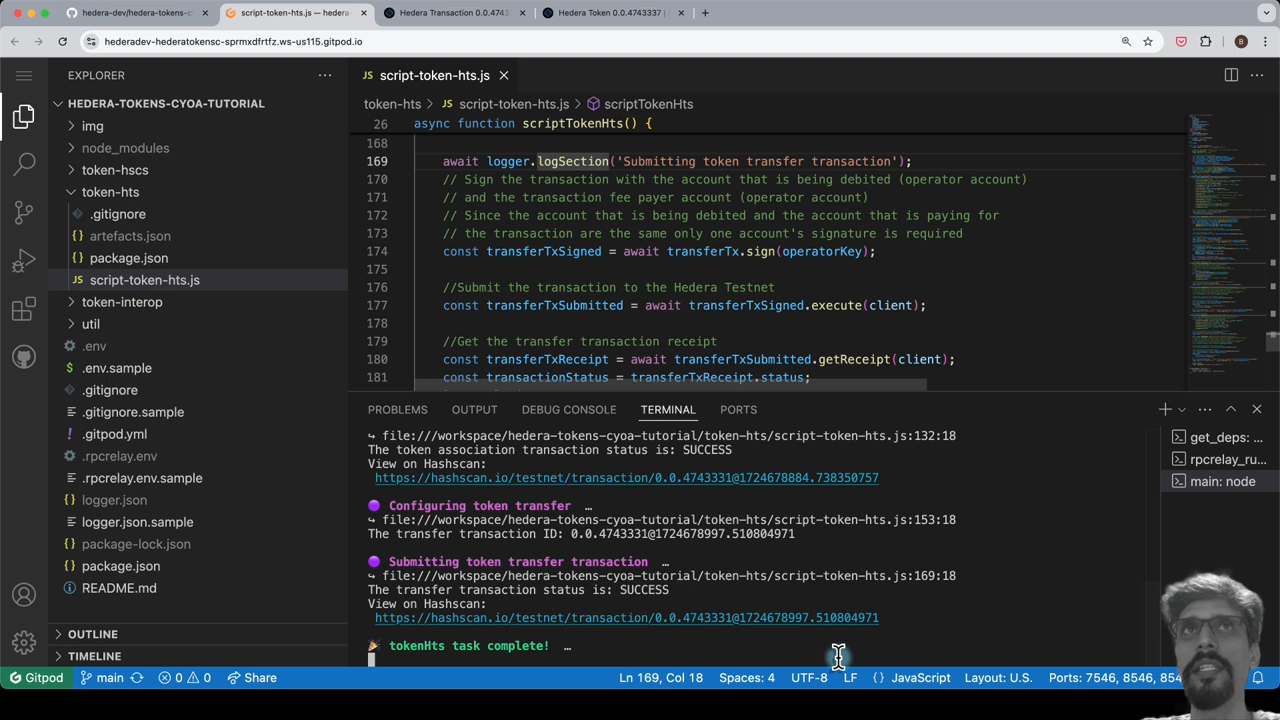 hedera-dev/hedera-tokens-c
script-token-hts.js — hedera-
Hedera Transaction 0.0.4743
Hedera Token 0.0.4743337 |
hederadev-hederatokensc-sprmxdfrtfz.ws-us115.gitpod.io
B
EXPLORER
HEDERA-TOKENS-CYOA-TUTORIAL
img
node_modules
token-hscs
token-hts
.gitignore
artefacts.json
package.json
JS script-token-hts.js
token-interop
util
.env
.env.sample
.gitignore
.gitignore.sample
.gitpod.yml
.rpcrelay.env
.rpcrelay.env.sample
logger.json
logger.json.sample
package-lock.json
package.json
README.md
OUTLINE
TIMELINE
JS script-token-hts.js
token-hts > JS script-token-hts.js > scriptTokenHts
26 async function scriptTokenHts() {
168
169 await logger.logSection('Submitting token transfer transaction');
170 // Sign the transaction with the account that is being debited (operator account)
171 // and the transaction fee payer account (operator account)
172 // Since the account that is being debited and the account that is paying for
173 // the transaction are the same, only one account's signature is required
174 const transferTxSigned = await transferTx.sign(operatorKey);
175
176 //Submit the transaction to the Hedera Testnet
177 const transferTxSubmitted = await transferTxSigned.execute(client);
178
179 //Get the transfer transaction receipt
180 const transferTxReceipt = await transferTxSubmitted.getReceipt(client);
181 const transactionStatus = transferTxReceipt.status;
PROBLEMS OUTPUT DEBUG CONSOLE TERMINAL PORTS
↪ file:///workspace/hedera-tokens-cyoa-tutorial/token-hts/script-token-hts.js:132:18
The token association transaction status is: SUCCESS
View on Hashscan:
https://hashscan.io/testnet/transaction/0.0.4743331@1724678884.738350757
🟣 Configuring token transfer …
↪ file:///workspace/hedera-tokens-cyoa-tutorial/token-hts/script-token-hts.js:153:18
The transfer transaction ID: 0.0.4743331@1724678997.510804971
🟣 Submitting token transfer transaction …
↪ file:///workspace/hedera-tokens-cyoa-tutorial/token-hts/script-token-hts.js:169:18
The transfer transaction status is: SUCCESS
View on Hashscan:
https://hashscan.io/testnet/transaction/0.0.4743331@1724678997.510804971
🎉 tokenHts task complete! …
get_deps: ...
rpcrelay_ru...
main: node
Gitpod main 0 0 Share Ln 169, Col 18 Spaces: 4 UTF-8 LF {} JavaScript Layout: U.S. Ports: 7546, 8546, 854